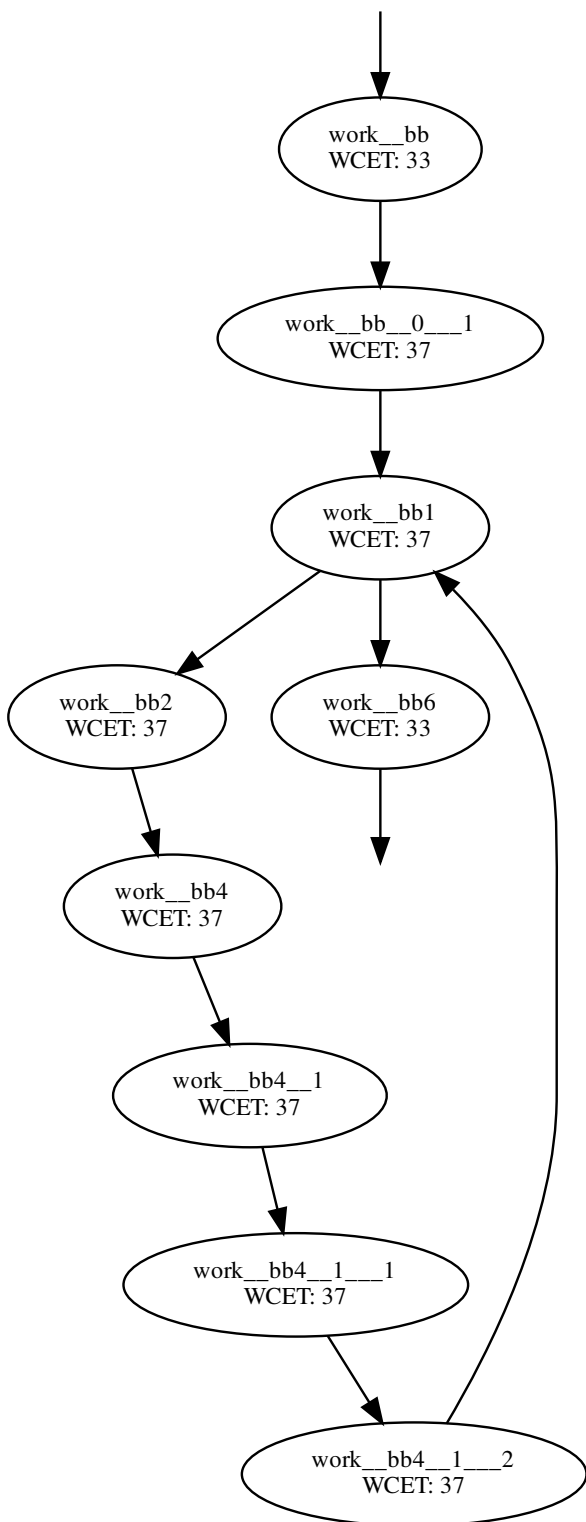 work__bb
WCET: 33
work__bb__0___1
WCET: 37
work__bb1
WCET: 37
work__bb2
WCET: 37
work__bb6
WCET: 33
work__bb4
WCET: 37
work__bb4__1
WCET: 37
work__bb4__1___1
WCET: 37
work__bb4__1___2
WCET: 37